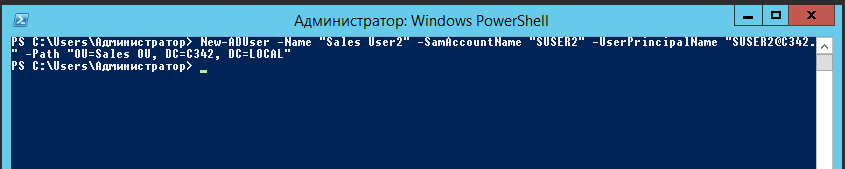 Администратор: Windows PowerShell
PS C:\Users\Администратор> New-ADUser -Name "Sales User2" -SamAccountName "SUSER2" -UserPrincipalName "SUSER2@C342.
" -Path "OU=Sales OU, DC=C342, DC=LOCAL"
PS C:\Users\Администратор>